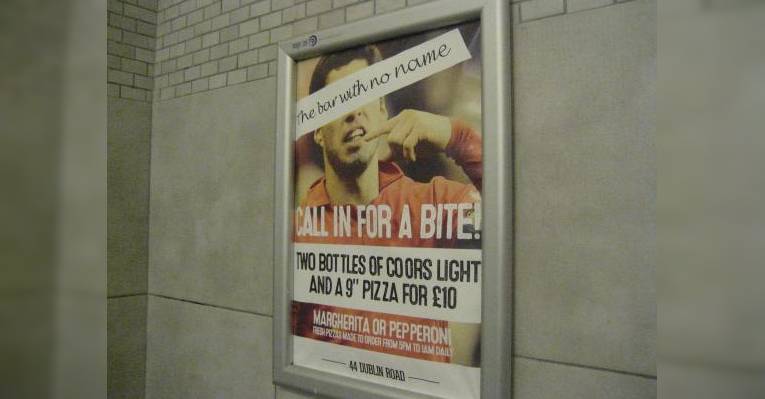 The bar with no name
CALL IN FOR A BITE!
TWO BOTTLES OF COORS LIGHT
AND A 9" PIZZA FOR £10
MARGHERITA OR PEPPERONI
FRESH PIZZAS MADE TO ORDER FROM 5PM TO 1AM DAILY
44 DUBLIN ROAD